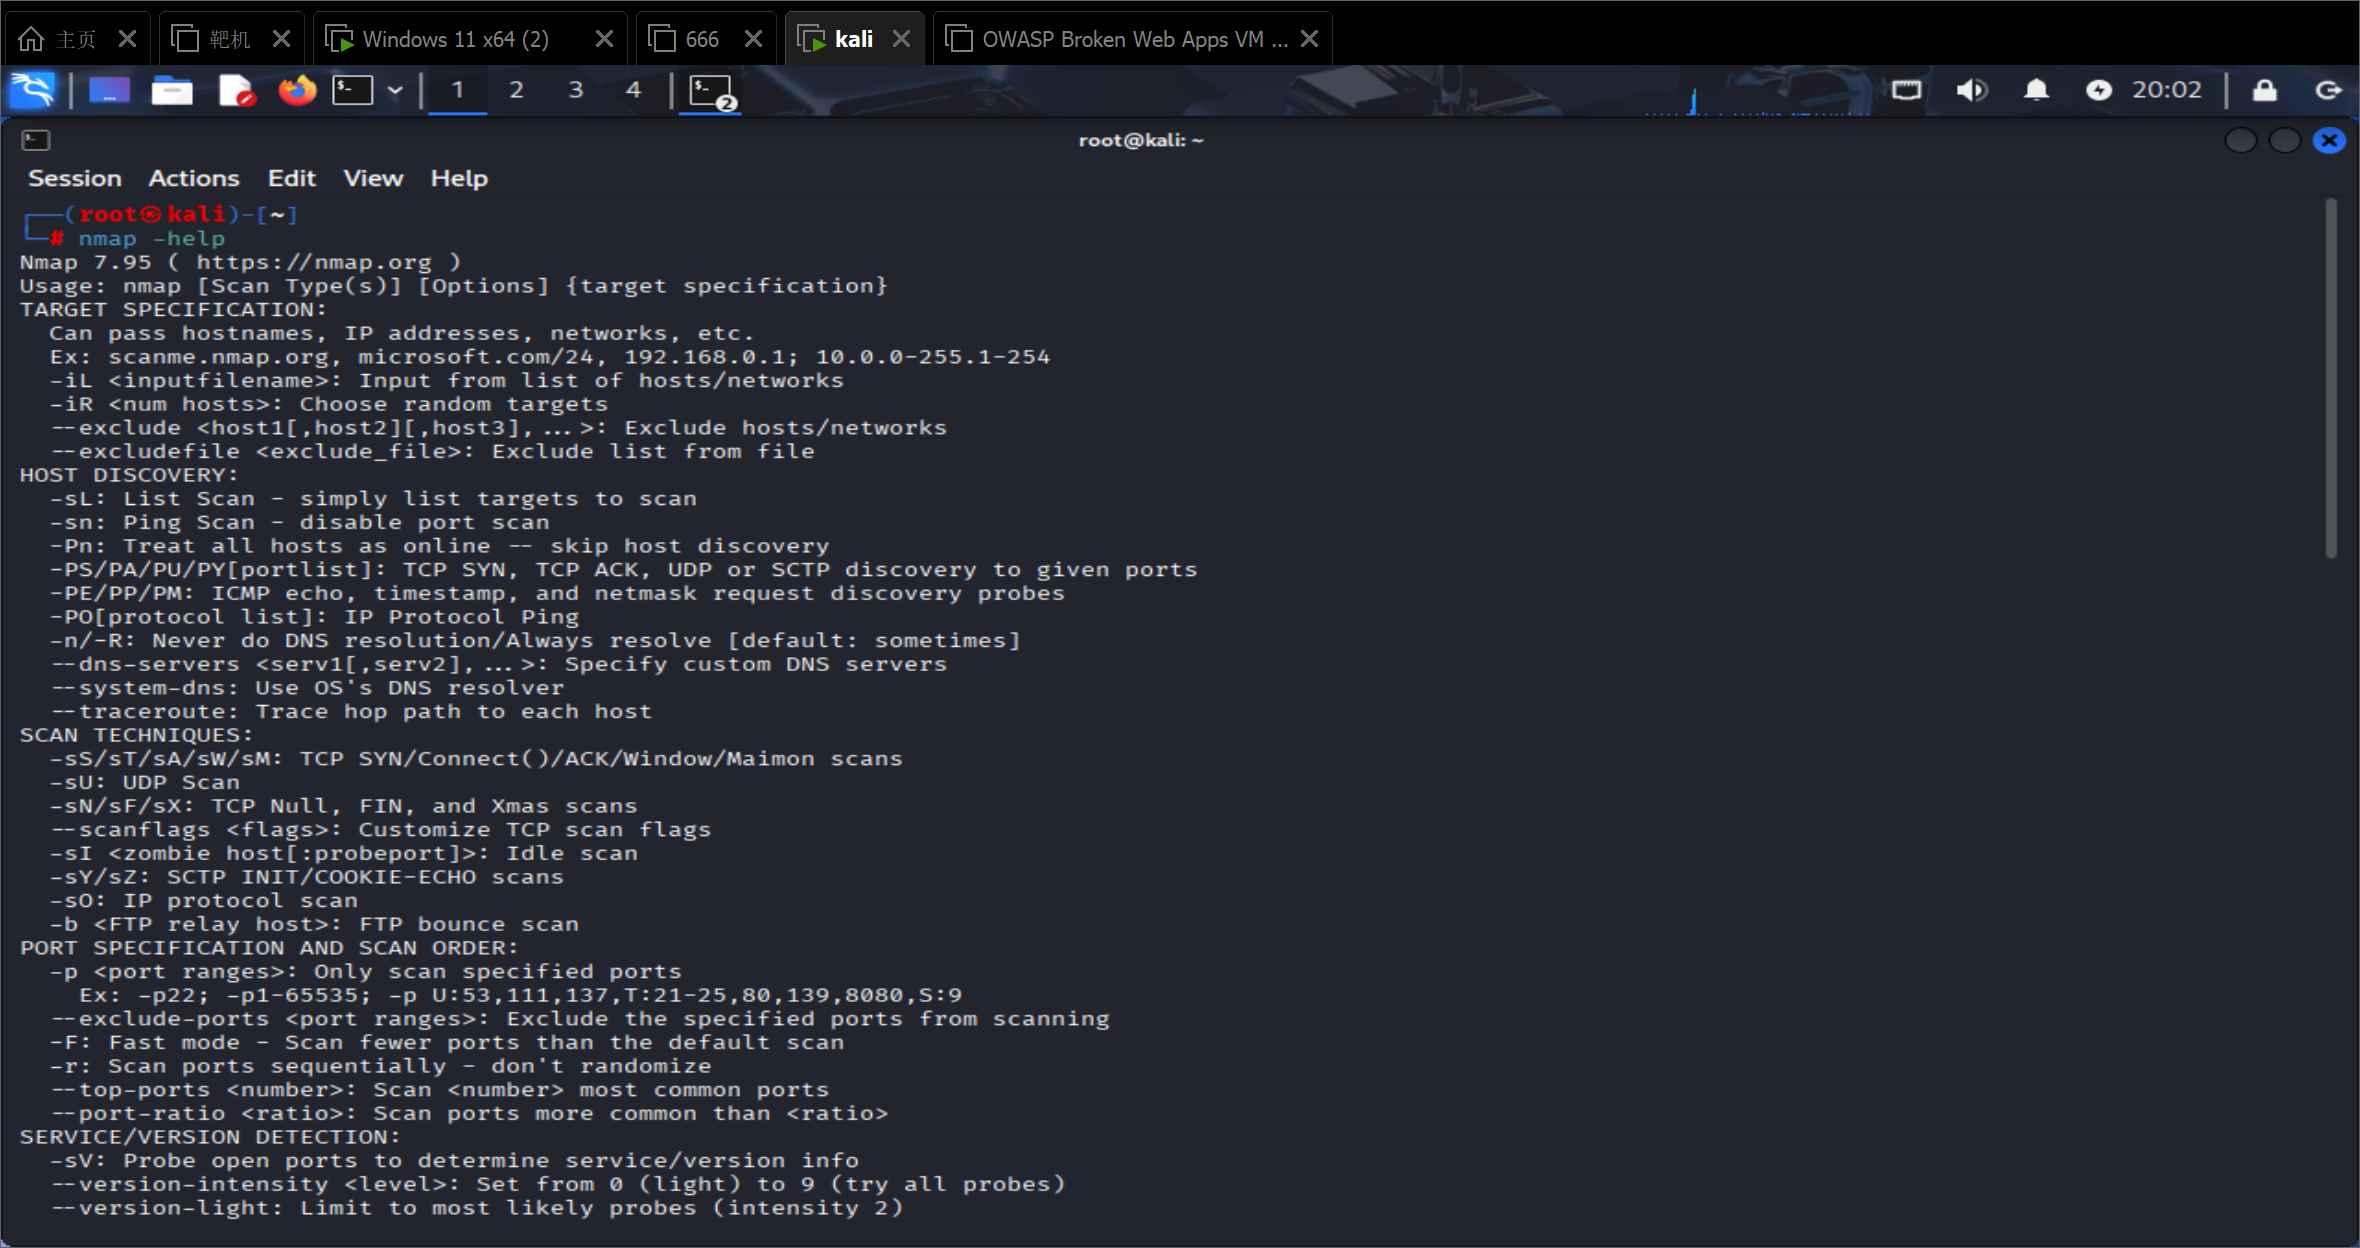 主页
靶机
Windows 11 x64 (2)
666
kali
OWASP Broken Web Apps VM ...
1 2 3 4
2
20:02
root@kali: ~
Session Actions Edit View Help
┌──(root㉿kali)-[~]
└─# nmap -help
Nmap 7.95 ( https://nmap.org )
Usage: nmap [Scan Type(s)] [Options] {target specification}
TARGET SPECIFICATION:
  Can pass hostnames, IP addresses, networks, etc.
  Ex: scanme.nmap.org, microsoft.com/24, 192.168.0.1; 10.0.0-255.1-254
  -iL <inputfilename>: Input from list of hosts/networks
  -iR <num hosts>: Choose random targets
  --exclude <host1[,host2][,host3],...>: Exclude hosts/networks
  --excludefile <exclude_file>: Exclude list from file
HOST DISCOVERY:
  -sL: List Scan - simply list targets to scan
  -sn: Ping Scan - disable port scan
  -Pn: Treat all hosts as online -- skip host discovery
  -PS/PA/PU/PY[portlist]: TCP SYN, TCP ACK, UDP or SCTP discovery to given ports
  -PE/PP/PM: ICMP echo, timestamp, and netmask request discovery probes
  -PO[protocol list]: IP Protocol Ping
  -n/-R: Never do DNS resolution/Always resolve [default: sometimes]
  --dns-servers <serv1[,serv2],...>: Specify custom DNS servers
  --system-dns: Use OS's DNS resolver
  --traceroute: Trace hop path to each host
SCAN TECHNIQUES:
  -sS/sT/sA/sW/sM: TCP SYN/Connect()/ACK/Window/Maimon scans
  -sU: UDP Scan
  -sN/sF/sX: TCP Null, FIN, and Xmas scans
  --scanflags <flags>: Customize TCP scan flags
  -sI <zombie host[:probeport]>: Idle scan
  -sY/sZ: SCTP INIT/COOKIE-ECHO scans
  -sO: IP protocol scan
  -b <FTP relay host>: FTP bounce scan
PORT SPECIFICATION AND SCAN ORDER:
  -p <port ranges>: Only scan specified ports
    Ex: -p22; -p1-65535; -p U:53,111,137,T:21-25,80,139,8080,S:9
  --exclude-ports <port ranges>: Exclude the specified ports from scanning
  -F: Fast mode - Scan fewer ports than the default scan
  -r: Scan ports sequentially - don't randomize
  --top-ports <number>: Scan <number> most common ports
  --port-ratio <ratio>: Scan ports more common than <ratio>
SERVICE/VERSION DETECTION:
  -sV: Probe open ports to determine service/version info
  --version-intensity <level>: Set from 0 (light) to 9 (try all probes)
  --version-light: Limit to most likely probes (intensity 2)